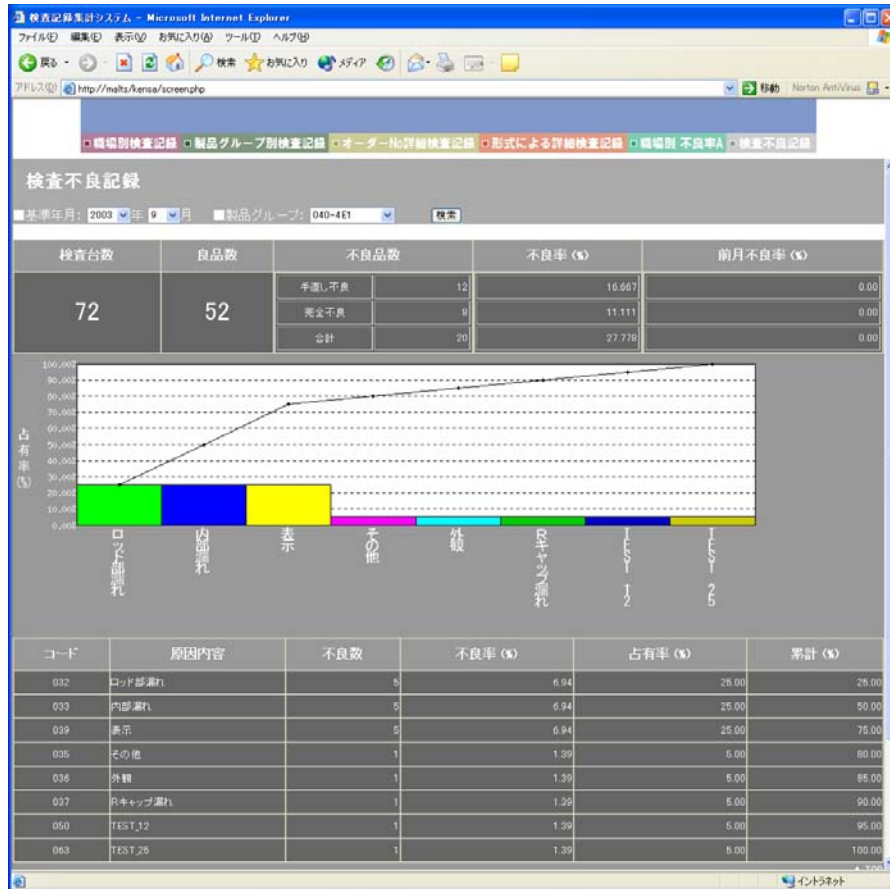 検査記録集計システム - Microsoft Internet Explorer
ファイル(F) 編集(E) 表示(V) お気に入り(A) ツール(T) ヘルプ(H)
戻る 検索 お気に入り メディア
アドレス(D) http://melts/kensa/screen.php 移動 Norton AntiVirus
職場別検査記録 製品グループ別検査記録 オーダーNo詳細検査記録 形式による詳細検査記録 職場別 不良率A 検査不良記録
検査不良記録
■基準年月: 2003 年 9 月 ■製品グループ: 040-4E1 検索
検査台数 良品数 不良品数 不良率(%) 前月不良率(%)
72 52
手直し不良 12 16.667 0.00
完全不良 11.111 0.00
合計 20 27.778 0.00
占有率(%)
100.00%
90.00%
80.00%
70.00%
60.00%
50.00%
40.00%
30.00%
20.00%
10.00%
0.00%
ロッド部漏れ 内部漏れ 表示 その他 外観 Rキャップ漏れ
コード 原因内容 不良数 不良率(%) 占有率(%) 累計(%)
032 ロッド部漏れ 5 6.94 25.00 25.00
033 内部漏れ 5 6.94 25.00 50.00
039 表示 5 6.94 25.00 75.00
035 その他 1 1.39 5.00 80.00
036 外観 1 1.39 5.00 85.00
037 Rキャップ漏れ 1 1.39 5.00 90.00
050 TEST_12 1 1.39 5.00 95.00
063 1 1.39 5.00 100.00
イントラネット